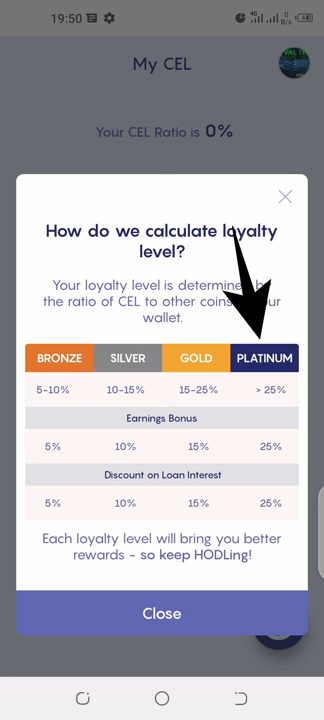 19:50
4G
0
B/s
My CEL
Your CEL Ratio is 0%
How do we calculate loyalty
level?
Your loyalty level is determined
the ratio of CEL to other
wallet.
BRONZE SILVER GOLD PLATINUM
5-10% 10-15% 15-25% > 25%
Earnings Bonus
5% 10% 15% 25%
Discount on Loan Interest
5% 10% 15% 25%
Each loyalty level will bring you better
rewards - so keep HODLing!
Close